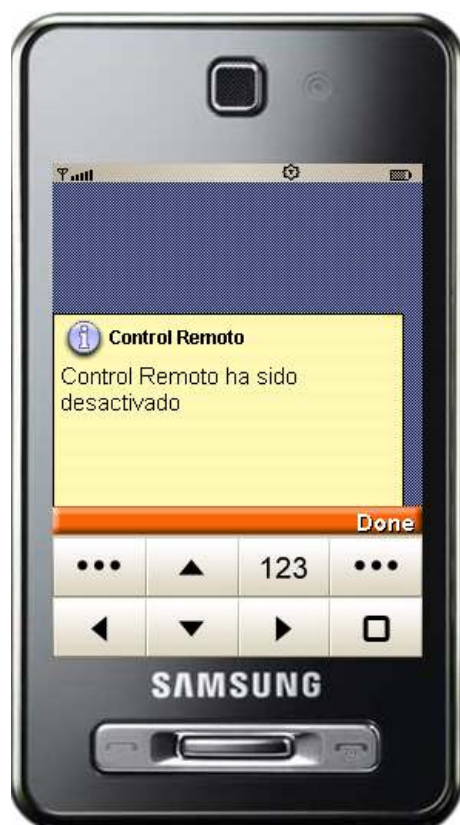 Control Remoto
Control Remoto ha sido
desactivado
Done
••• 123 •••
SAMSUNG